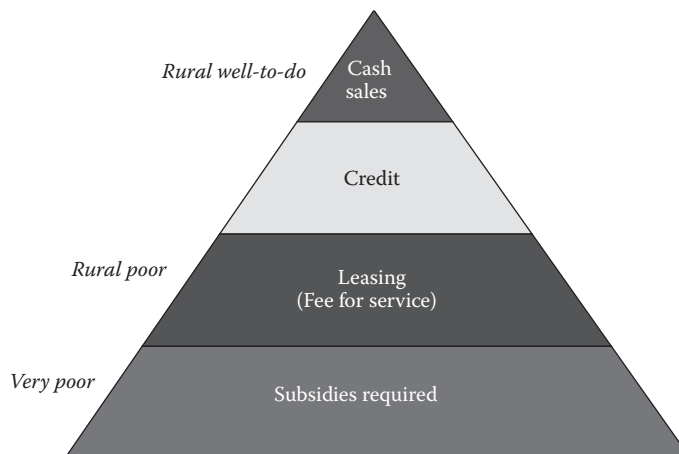 Rural well-to-do
Cash
sales
Credit
Rural poor
Leasing
(Fee for service)
Very poor
Subsidies required